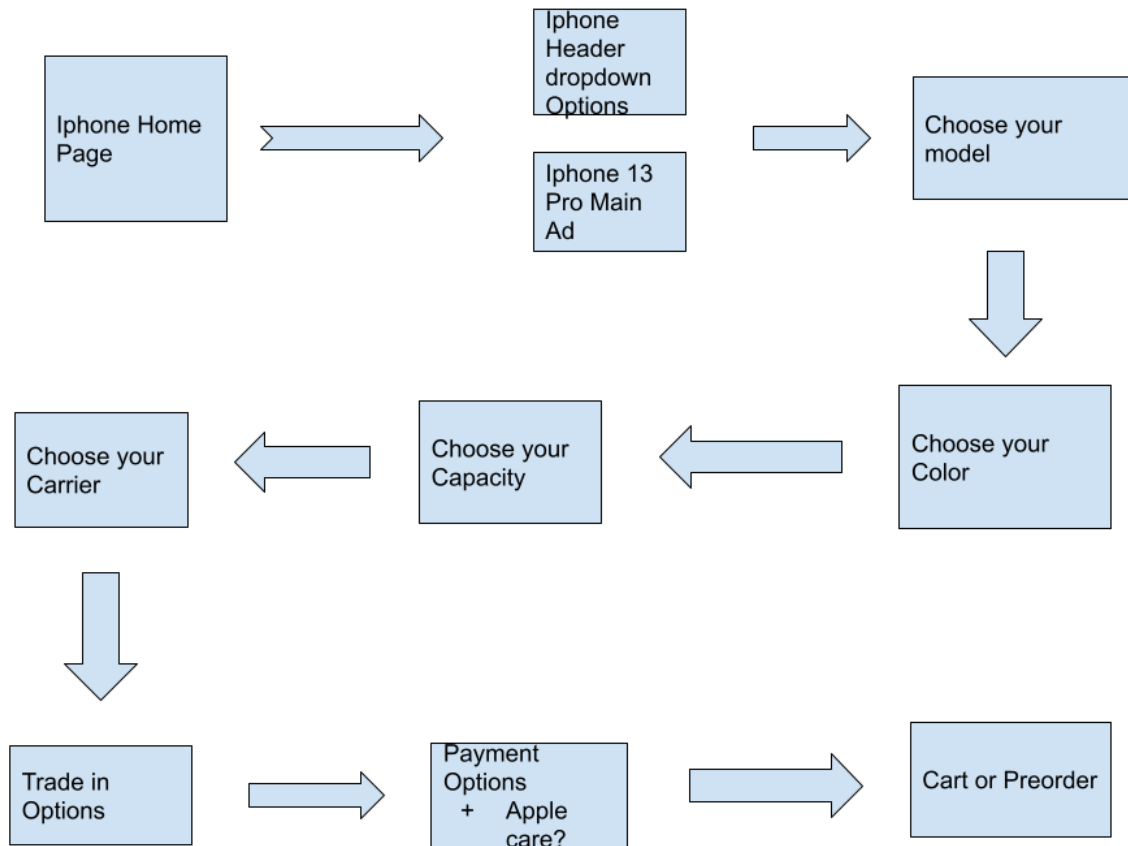 Iphone Home
Page
Iphone
Header
dropdown
Options
Iphone 13
Pro Main
Ad
Choose your
model
Choose your
Color
Choose your
Capacity
Choose your
Carrier
Trade in
Options
Payment
Options
+ Apple
care?
Cart or Preorder